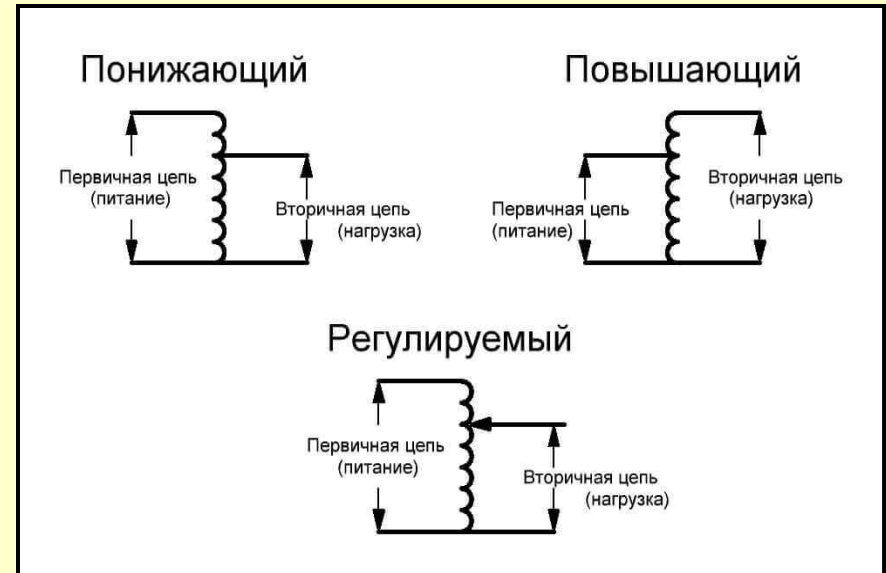 Понижающий
Повышающий
Первичная цепь
(питание)
Вторичная цепь
(нагрузка)
Первичная цепь
(питание)
Вторичная цепь
(нагрузка)
Регулируемый
Первичная цепь
(питание)
Вторичная цепь
(нагрузка)